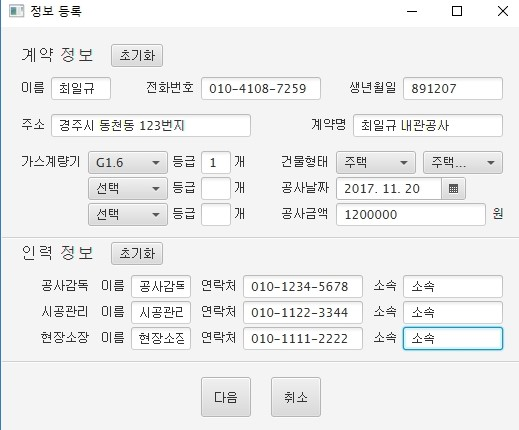 정보 등록
계약 정보 초기화
이름 최일규 전화번호 010-4108-7259 생년월일 891207
주소 경주시 동천동 123번지 계약명 최일규 내관공사
가스계량기 G1.6 등급 1 개 건물형태 주택 주택...
선택 등급 개 공사날짜 2017. 11. 20
선택 등급 개 공사금액 1200000 원
인력 정보 초기화
공사감독 이름 공사감독 연락처 010-1234-5678 소속 소속
시공관리 이름 시공관리 연락처 010-1122-3344 소속 소속
현장소장 이름 현장소장 연락처 010-1111-2222 소속 소속
다음 취소